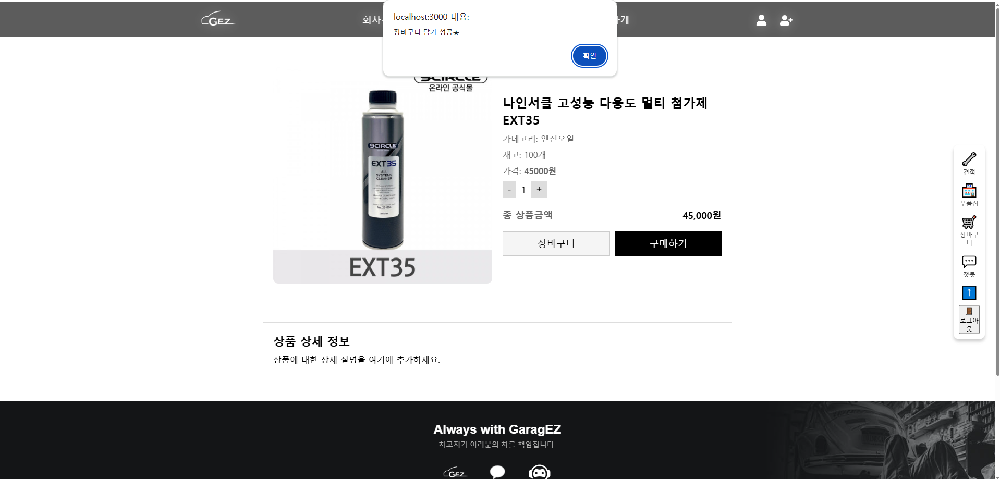 GEZ
회사
게
localhost:3000 내용:
장바구니 담기 성공★
확인
9CIRCLE
온라인 공식몰
9CIRCLE
EXT35
ALL
SYSTEMS
CLEANER
No. 22-004
EXT35
나인서클 고성능 다용도 멀티 첨가제
EXT35
카테고리: 엔진오일
재고: 100개
가격: 45000원
- 1 +
총 상품금액 45,000원
장바구니 구매하기
견적
24
부품샵
장바구
니
챗봇
↑
로그아
웃
상품 상세 정보
상품에 대한 상세 설명을 여기에 추가하세요.
Always with GaragEZ
차고지가 여러분의 차를 책임집니다.
GEZ